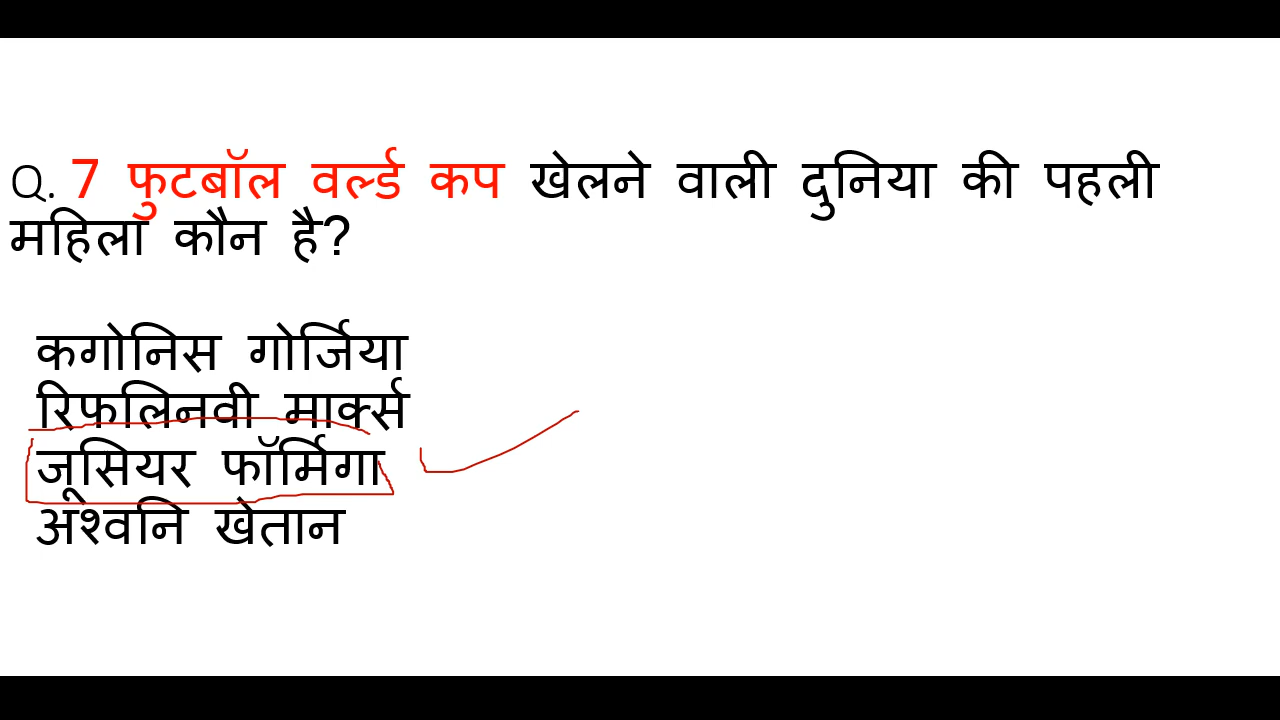 Q. 7 फुटबॉल वर्ल्ड कप खेलने वाली दुनिया की पहली
महिला कौन है?
कगोनिस गोर्जिया
रिफलिनवी मार्क्स
जूसियर फॉर्मिगा
अश्वनि खेतान